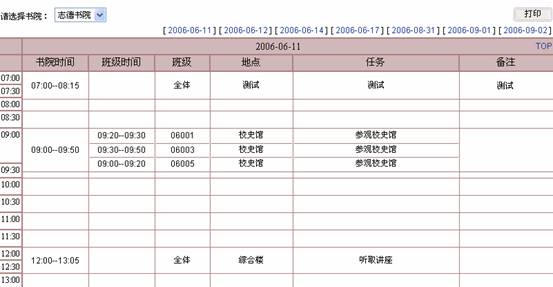 请选择书院： 志德书院 打印
[ 2006-06-11 ] [ 2006-06-12 ] [ 2006-06-14 ] [ 2006-06-17 ] [ 2006-08-31 ] [ 2006-09-01 ] [ 2006-09-02 ]
2006-06-11 TOP
书院时间 班级时间 班级 地点 任务 备注
07:00
07:00--08:15 全体 测试 测试 测试
07:30
08:00
08:30
09:00 09:20--09:30 06001 校史馆 参观校史馆
09:00--09:50 09:30--09:50 06003 校史馆 参观校史馆
09:00--09:20 06005 校史馆 参观校史馆
09:30
10:00
10:30
11:00
11:30
12:00
12:00--13:05 全体 综合楼 听取讲座
12:30
13:00